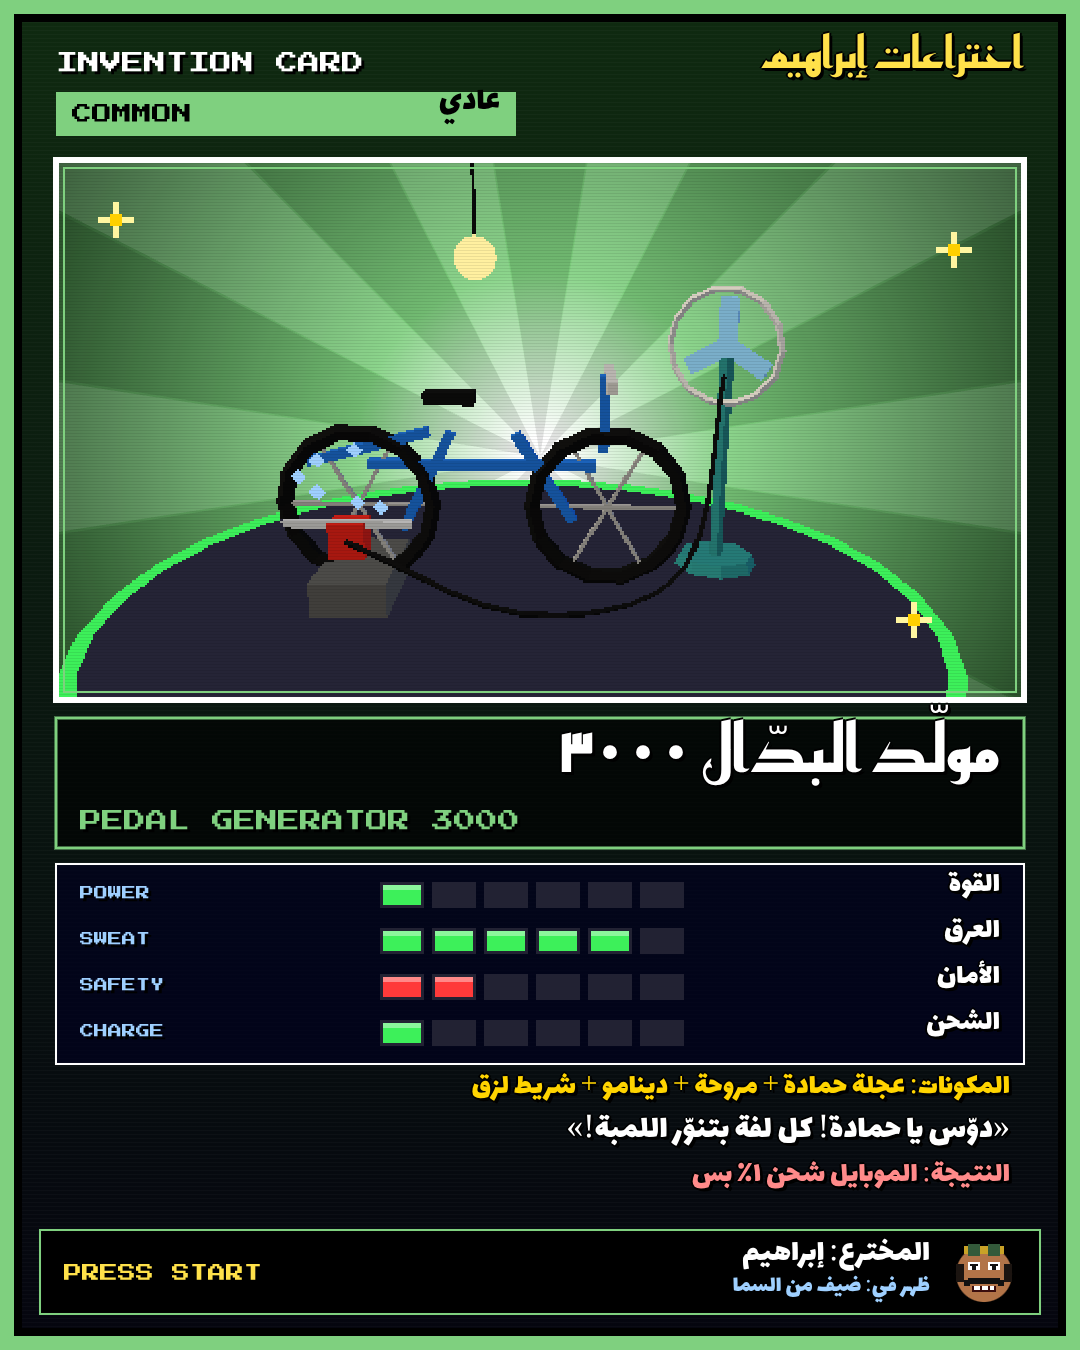 INVENTION CARD
اختراعات إبراهيم
COMMON
عادي
مولّد البدّال ٣٠٠٠
PEDAL GENERATOR 3000
POWER
القوة
SWEAT
العرق
SAFETY
الأمان
CHARGE
الشحن
المكونات: عجلة حمادة + مروحة + دينامو + شريط لزق
«دوّس يا حمادة! كل لفة بتنوّر اللمبة!»
النتيجة: الموبايل شحن ١٪ بس
PRESS START
المخترع: إبراهيم
ظهر في: ضيف من السما